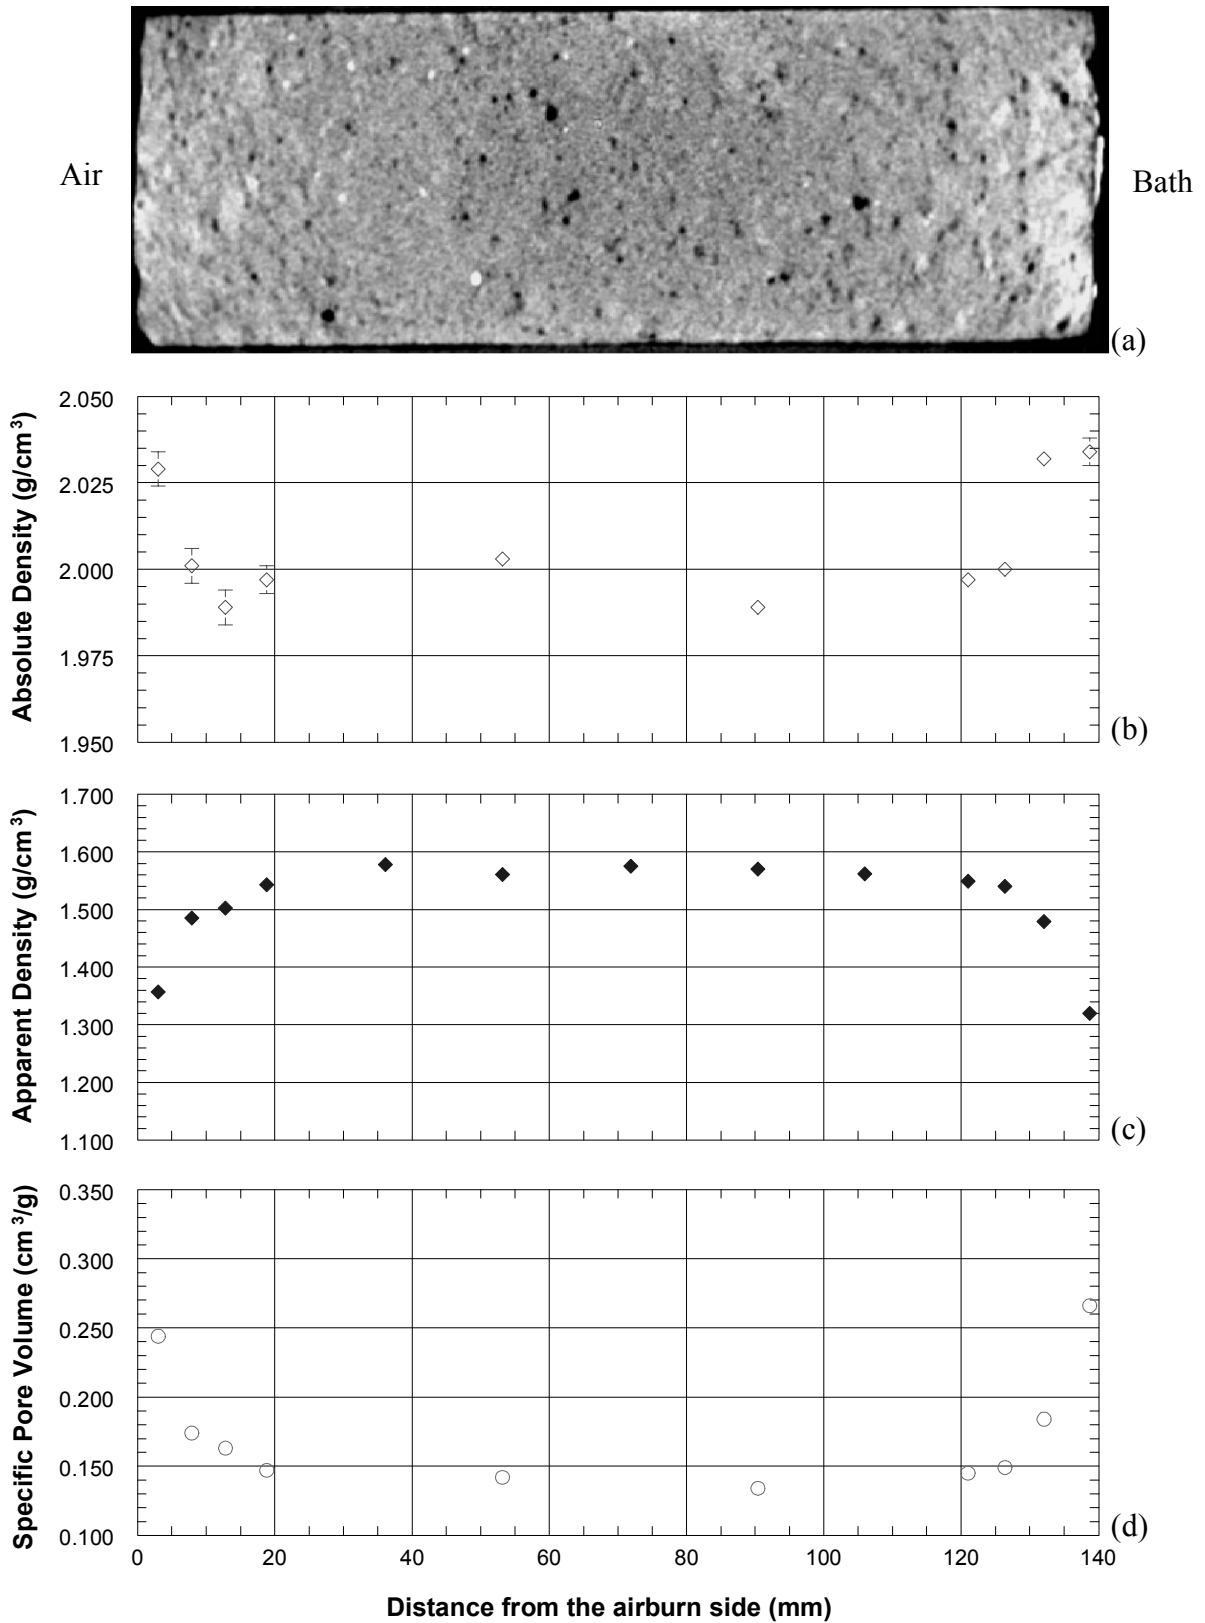 Air
Bath
(a)
Absolute Density (g/cm³)
2.050
2.025
2.000
1.975
1.950
(b)
Apparent Density (g/cm³)
1.700
1.600
1.500
1.400
1.300
1.200
1.100
(c)
Specific Pore Volume (cm³/g)
0.350
0.300
0.250
0.200
0.150
0.100
(d)
0 20 40 60 80 100 120 140
Distance from the airburn side (mm)